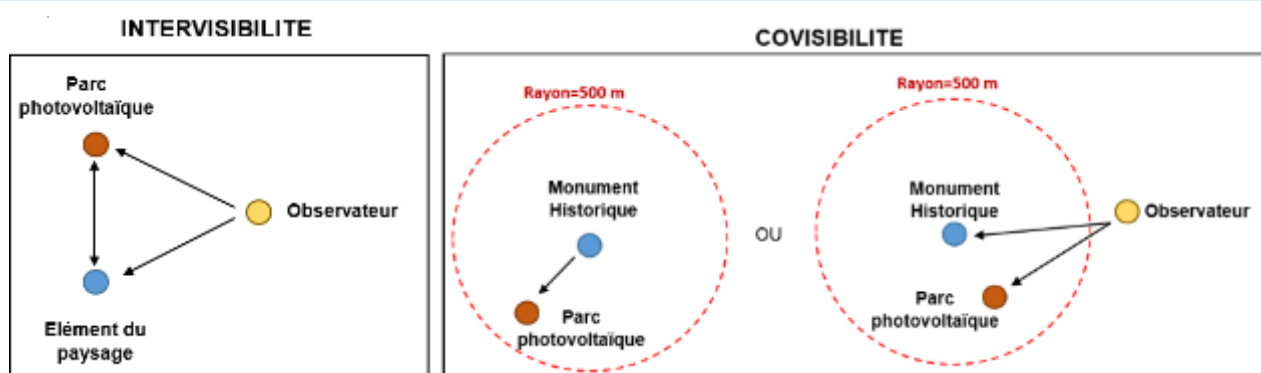 INTERVISIBILITE
Parc
photovoltaïque
Observateur
Elément du
paysage
COVISIBILITE
Rayon=500 m
Monument
Historique
Parc
photovoltaïque
OU
Rayon=500 m
Monument
Historique
Observateur
Parc
photovoltaïque